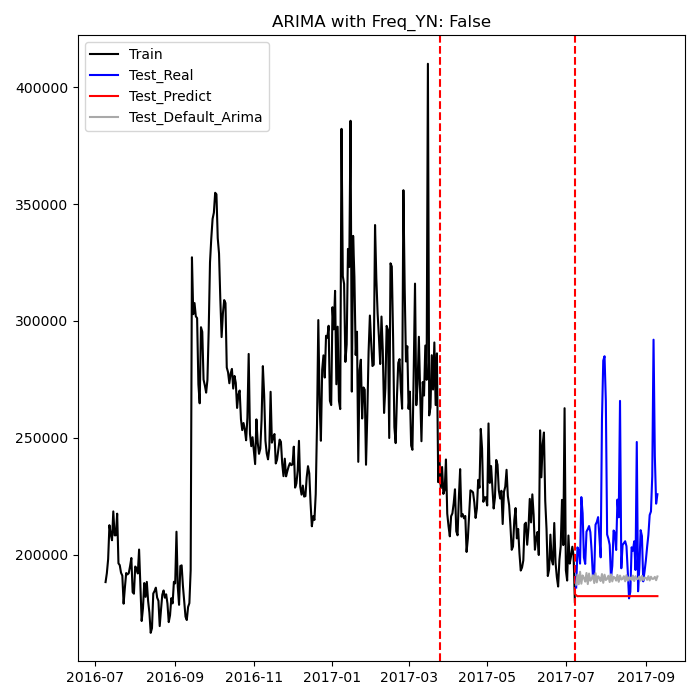 ARIMA with Freq_YN: False
Train
Test_Real
Test_Predict
Test_Default_Arima
400000
350000
300000
250000
200000
2016-07 2016-09 2016-11 2017-01 2017-03 2017-05 2017-07 2017-09